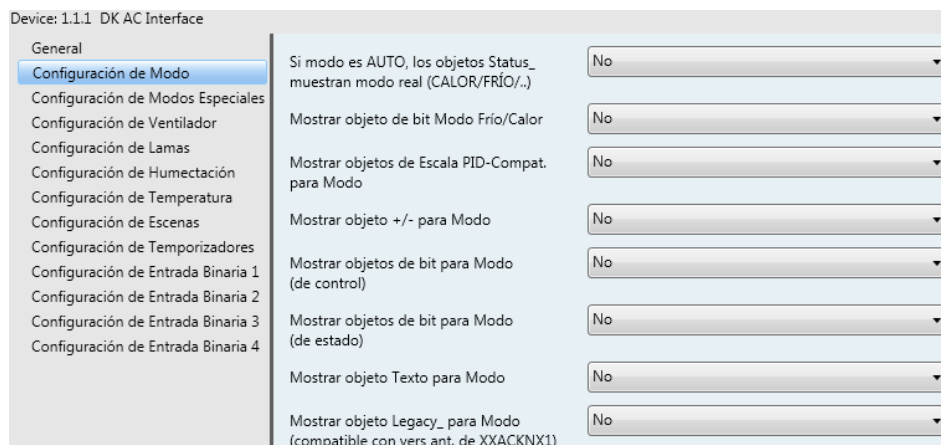 Device: 1.1.1 DK AC Interface
General
Configuración de Modo
Configuración de Modos Especiales
Configuración de Ventilador
Configuración de Lamas
Configuración de Humectación
Configuración de Temperatura
Configuración de Escenas
Configuración de Temporizadores
Configuración de Entrada Binaria 1
Configuración de Entrada Binaria 2
Configuración de Entrada Binaria 3
Configuración de Entrada Binaria 4
Si modo es AUTO, los objetos Status_
muestran modo real (CALOR/FRÍO/..)
No
Mostrar objeto de bit Modo Frío/Calor
No
Mostrar objetos de Escala PID-Compat.
para Modo
No
Mostrar objeto +/- para Modo
No
Mostrar objetos de bit para Modo
(de control)
No
Mostrar objetos de bit para Modo
(de estado)
No
Mostrar objeto Texto para Modo
No
Mostrar objeto Legacy_ para Modo
(compatible con vers ant. de XXACKNX1)
No